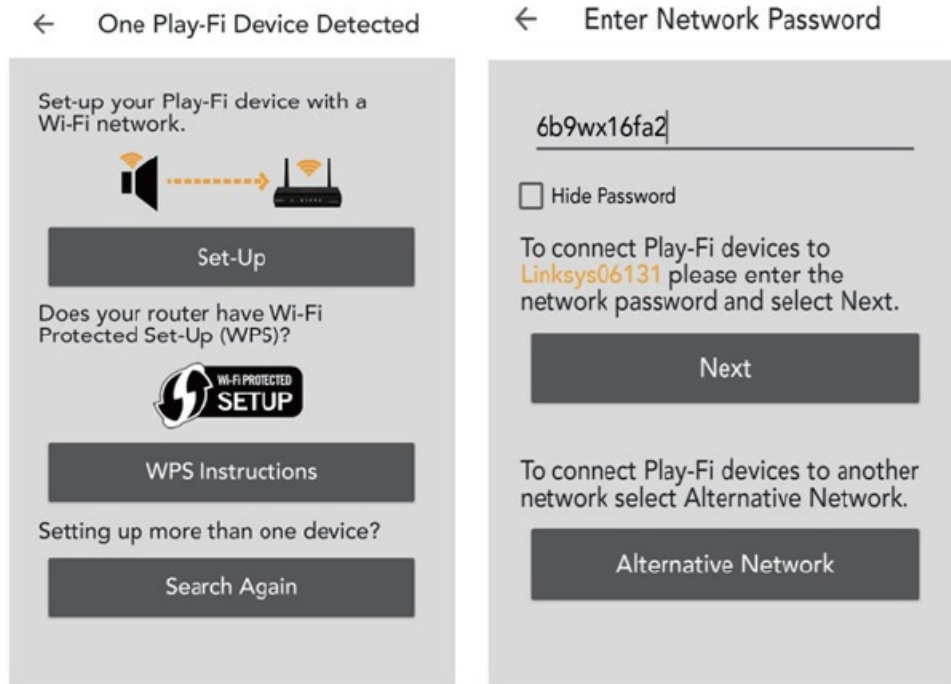 One Play-Fi Device Detected
Set-up your Play-Fi device with a
Wi-Fi network.
Set-Up
Does your router have Wi-Fi
Protected Set-Up (WPS)?
WI-FI PROTECTED
SETUP
WPS Instructions
Setting up more than one device?
Search Again
Enter Network Password
6b9wx16fa2
Hide Password
To connect Play-Fi devices to
Linksys06131 please enter the
network password and select Next.
Next
To connect Play-Fi devices to another
network select Alternative Network.
Alternative Network